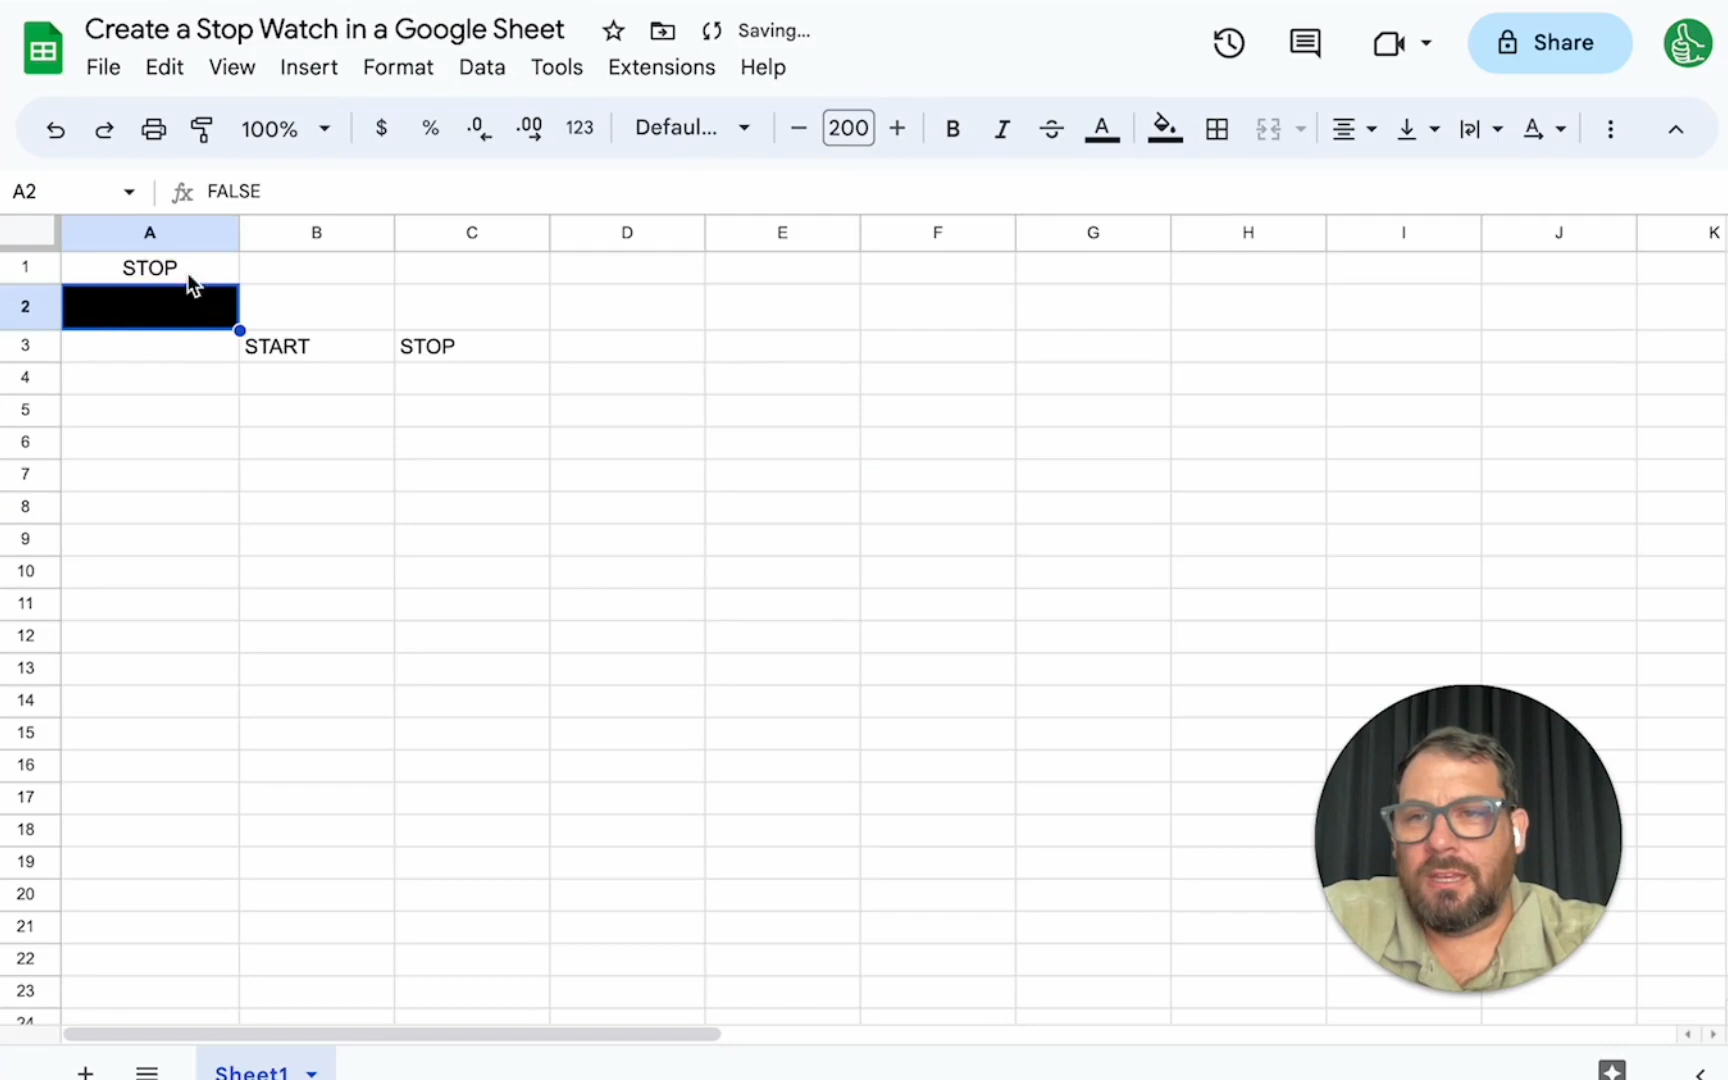 Create a Stop Watch in a Google Sheet Saving...
File Edit View Insert Format Data Tools Extensions Help
Share
100% $ % .0 .00 123 Defaul... 200 B I A
A2 fx FALSE
A B C D E F G H I J K
1 STOP
2
3 START STOP
4
5
6
7
8
9
10
11
12
13
14
15
16
17
18
19
20
21
22
23
24
Sheet1